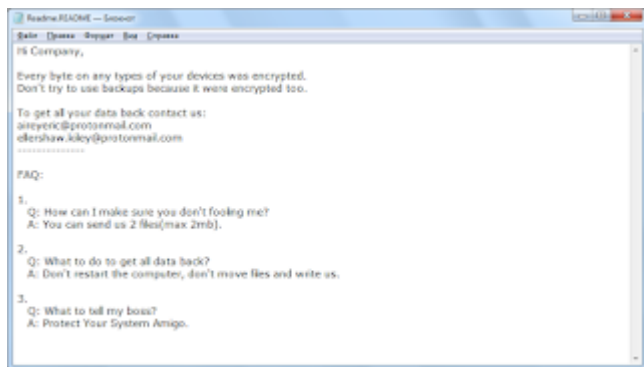 Readme.README — Блокнот
Файл Правка Формат Вид Справка
Hi Company,
Every byte on any types of your devices was encrypted.
Don't try to use backups because it were encrypted too.
To get all your data back contact us:
aireyeric@protonmail.com
ellershaw.kiley@protonmail.com
--------------
FAQ:
1.
Q: How can I make sure you don't fooling me?
A: You can send us 2 files(max 2mb).
2.
Q: What to do to get all data back?
A: Don't restart the computer, don't move files and write us.
3.
Q: What to tell my boss?
A: Protect Your System Amigo.